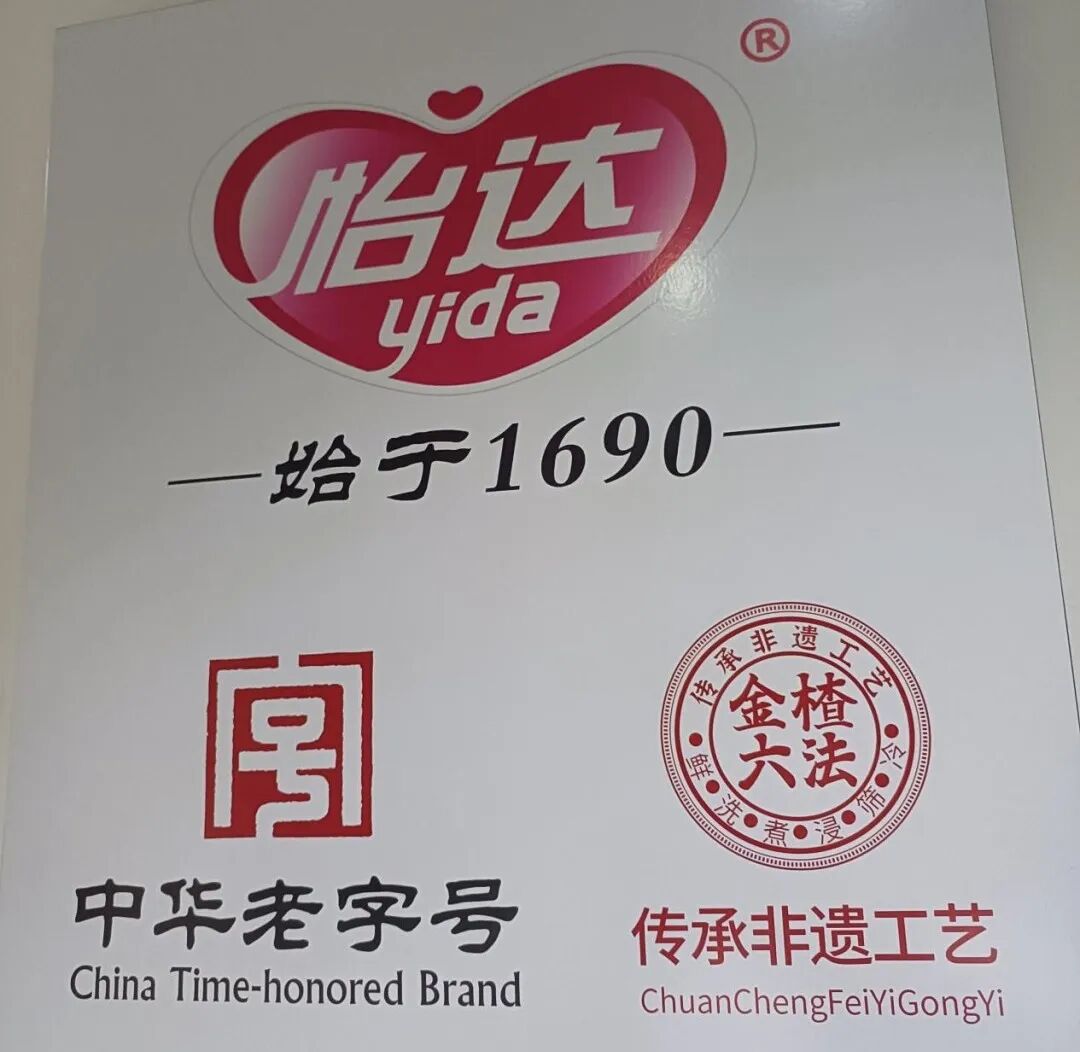 ®
怡达
yida
始于1690
传承非遗工艺
金楂
六法
洗·煮·浸·筛·冷
中华老字号
China Time-honored Brand
传承非遗工艺
ChuanChengFeiYiGongYi